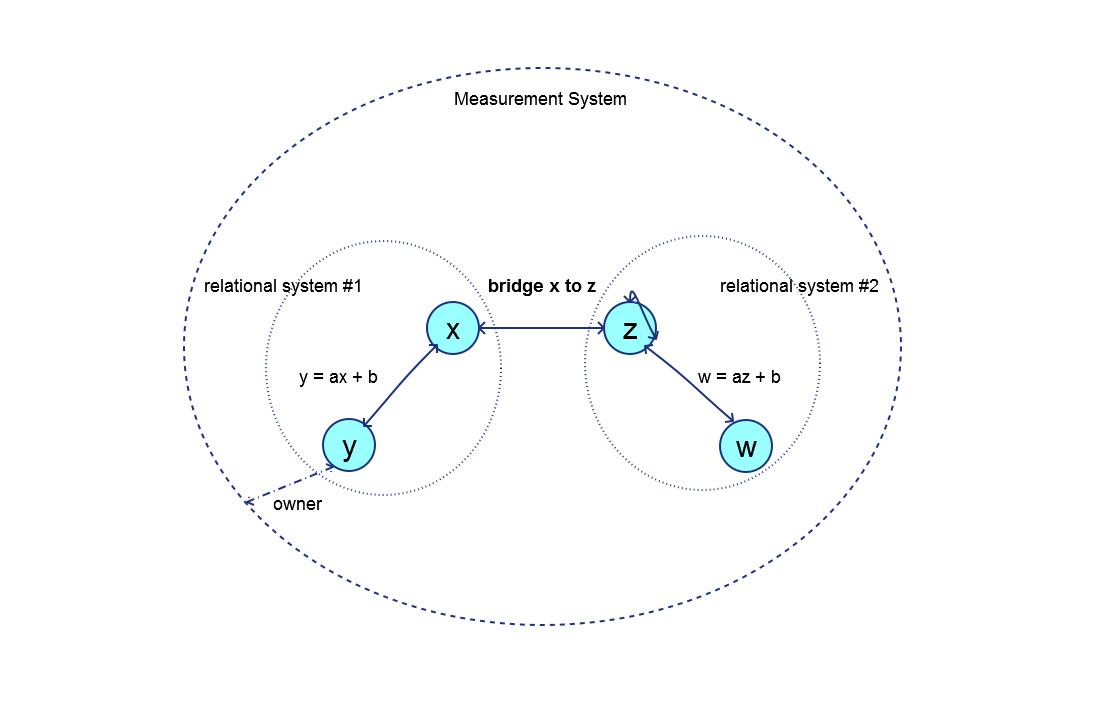 Measurement System
relational system #1
bridge x to z
relational system #2
x
z
y = ax + b
w = az + b
y
w
owner